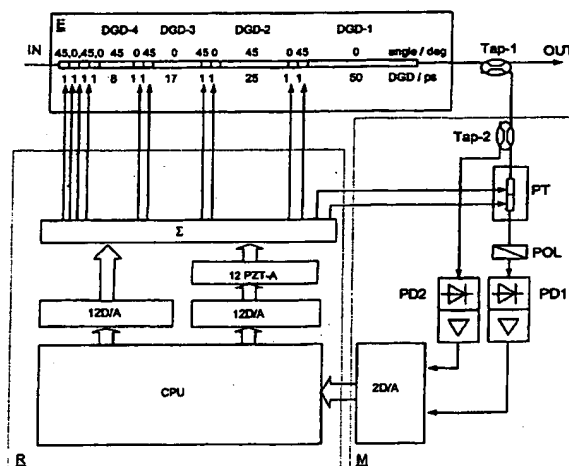 E
DGD-4 DGD-3 DGD-2 DGD-1
IN 45,0,45,0 45 0 45 0 45 0 45 0 45 0 angle / deg Tap-1 OUT
1 1 1 1 1 8 1 1 17 1 1 25 1 1 50 DGD / ps
Tap-2
PT
Σ
POL
12 PZT-A
PD2 PD1
12D/A 12D/A
CPU
2D/A
R M